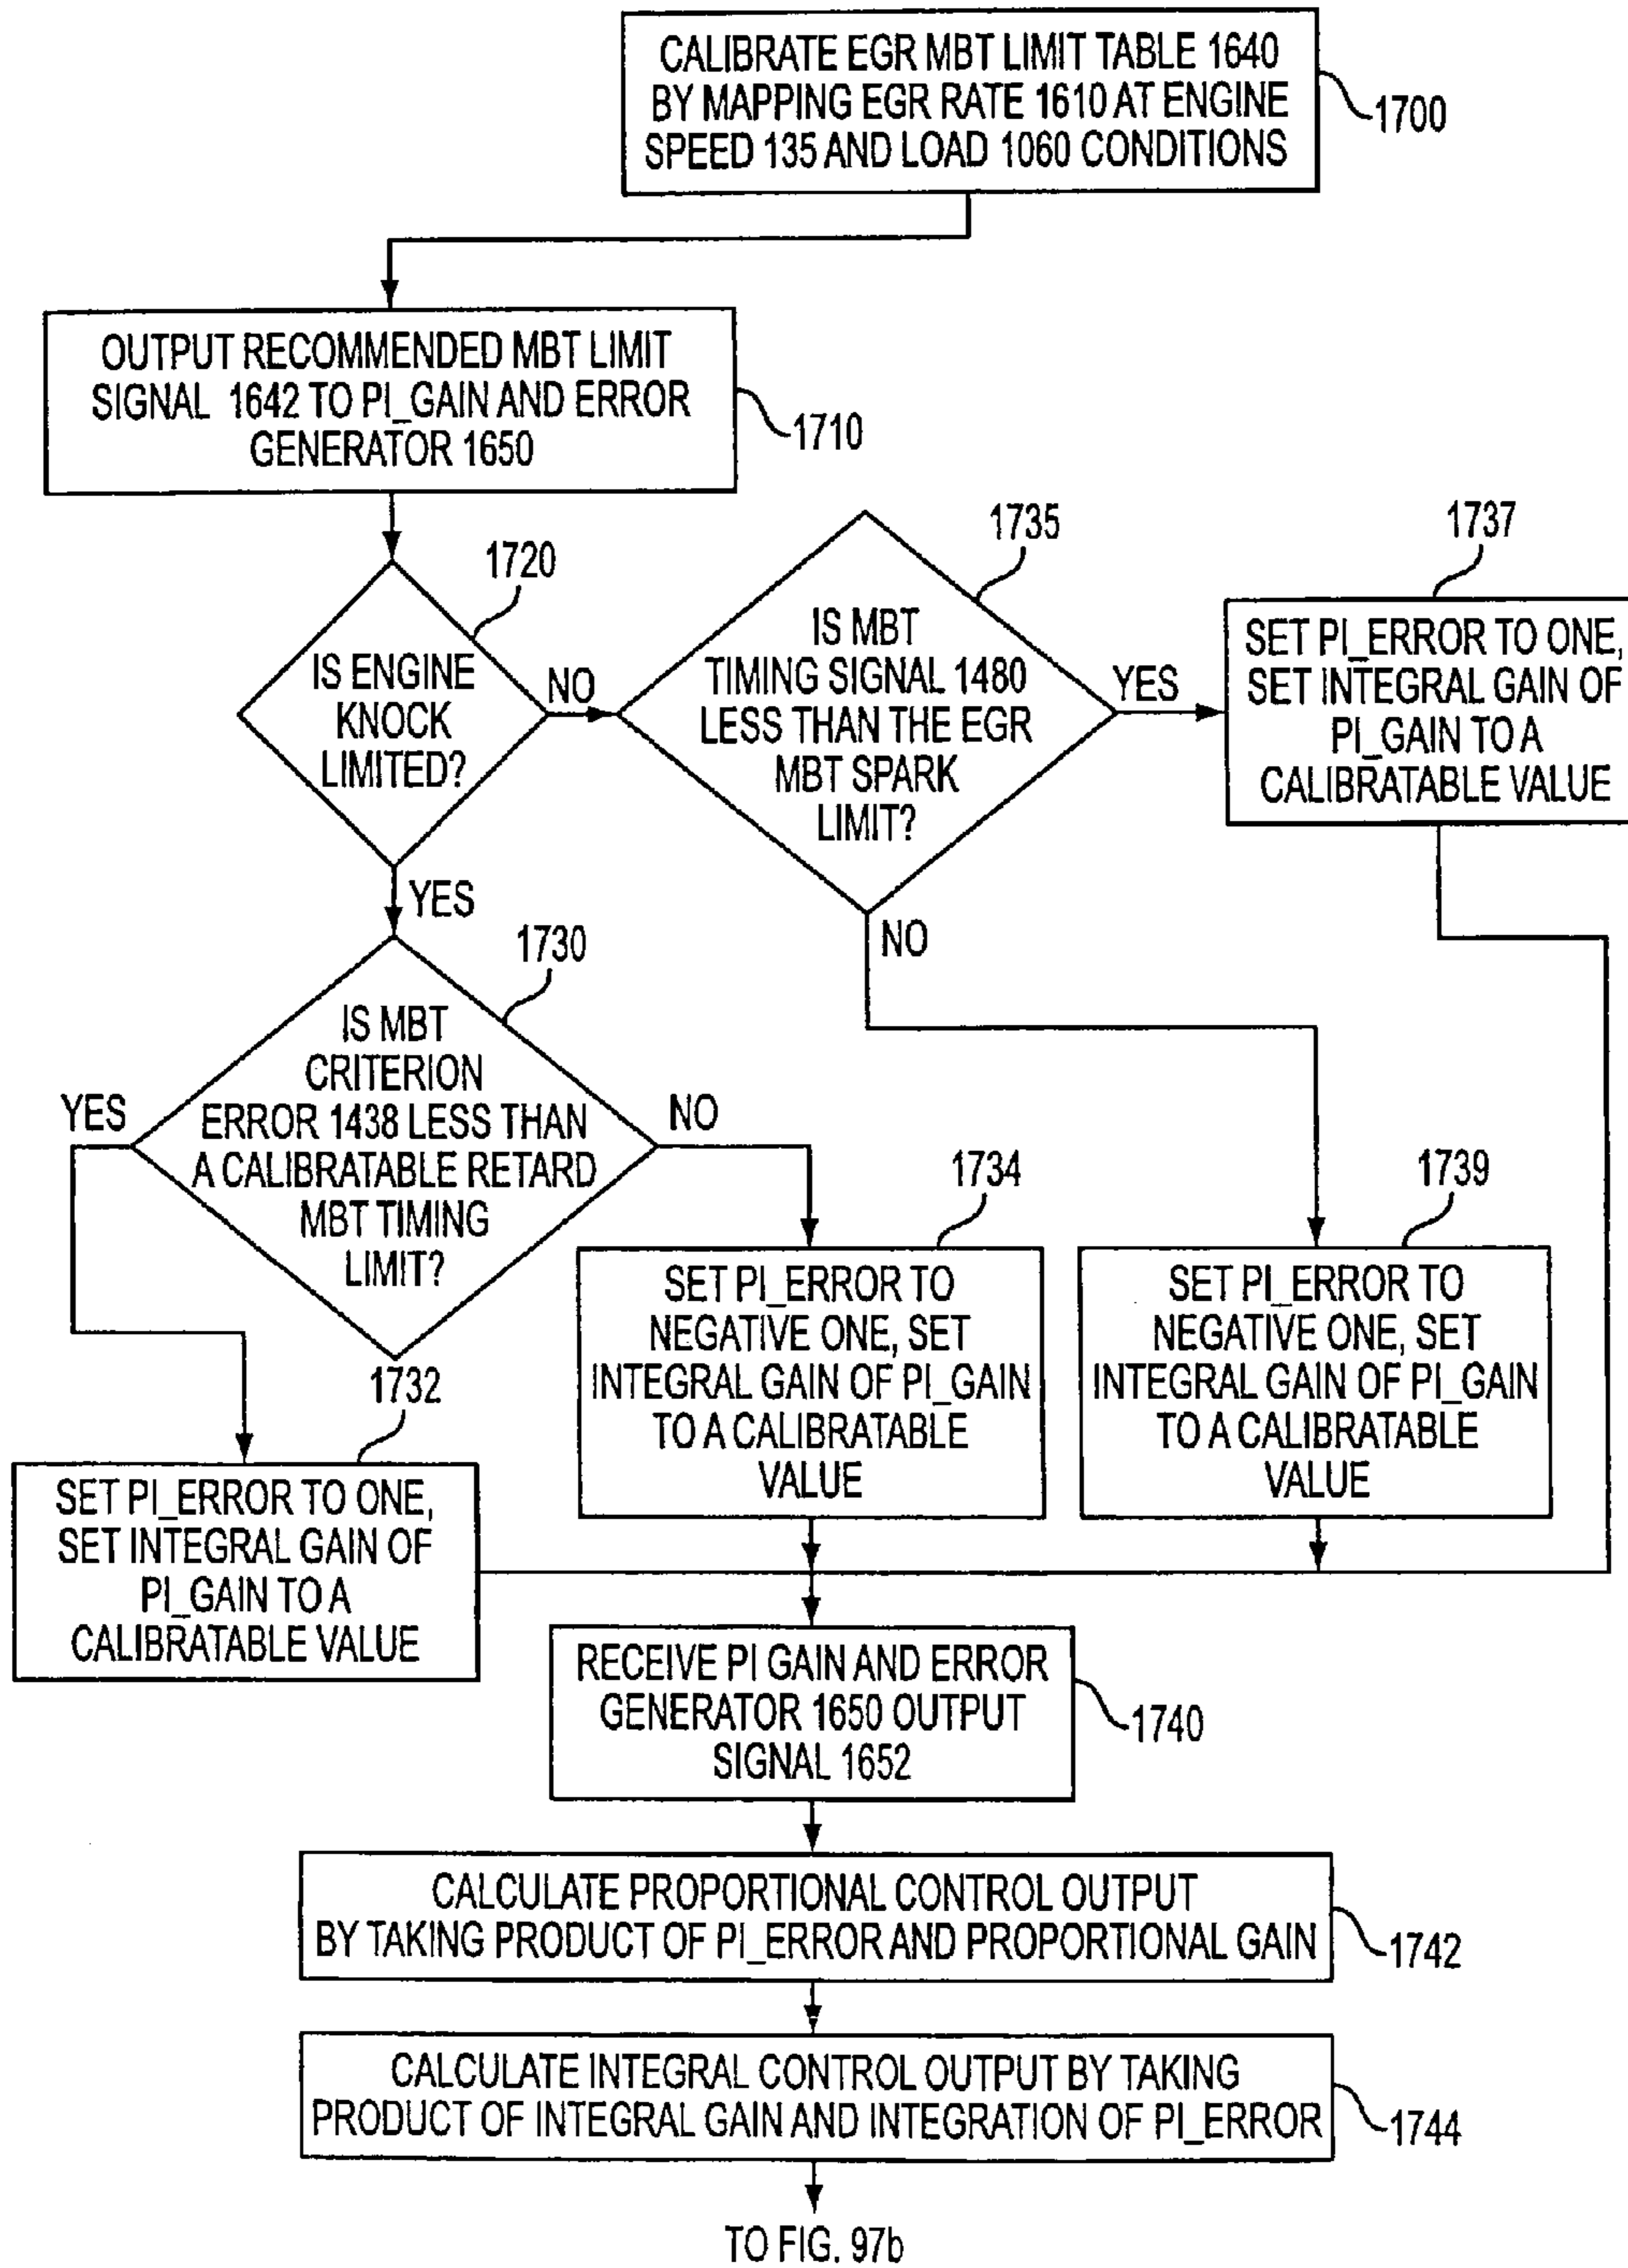 CALIBRATE EGR MBT LIMIT TABLE 1640
BY MAPPING EGR RATE 1610 AT ENGINE
SPEED 135 AND LOAD 1060 CONDITIONS
1700
OUTPUT RECOMMENDED MBT LIMIT
SIGNAL 1642 TO PI_GAIN AND ERROR
GENERATOR 1650
1710
1720
IS ENGINE
KNOCK
LIMITED?
NO
YES
1735
IS MBT
TIMING SIGNAL 1480
LESS THAN THE EGR
MBT SPARK
LIMIT?
YES
NO
1737
SET PI_ERROR TO ONE,
SET INTEGRAL GAIN OF
PI_GAIN TO A
CALIBRATABLE VALUE
1730
IS MBT
CRITERION
ERROR 1438 LESS THAN
A CALIBRATABLE RETARD
MBT TIMING
LIMIT?
YES
NO
1732
SET PI_ERROR TO ONE,
SET INTEGRAL GAIN OF
PI_GAIN TO A
CALIBRATABLE VALUE
1734
SET PI_ERROR TO
NEGATIVE ONE, SET
INTEGRAL GAIN OF PI_GAIN
TO A CALIBRATABLE
VALUE
1739
SET PI_ERROR TO
NEGATIVE ONE, SET
INTEGRAL GAIN OF PI_GAIN
TO A CALIBRATABLE
VALUE
RECEIVE PI GAIN AND ERROR
GENERATOR 1650 OUTPUT
SIGNAL 1652
1740
CALCULATE PROPORTIONAL CONTROL OUTPUT
BY TAKING PRODUCT OF PI_ERROR AND PROPORTIONAL GAIN
1742
CALCULATE INTEGRAL CONTROL OUTPUT BY TAKING
PRODUCT OF INTEGRAL GAIN AND INTEGRATION OF PI_ERROR
1744
TO FIG. 97b